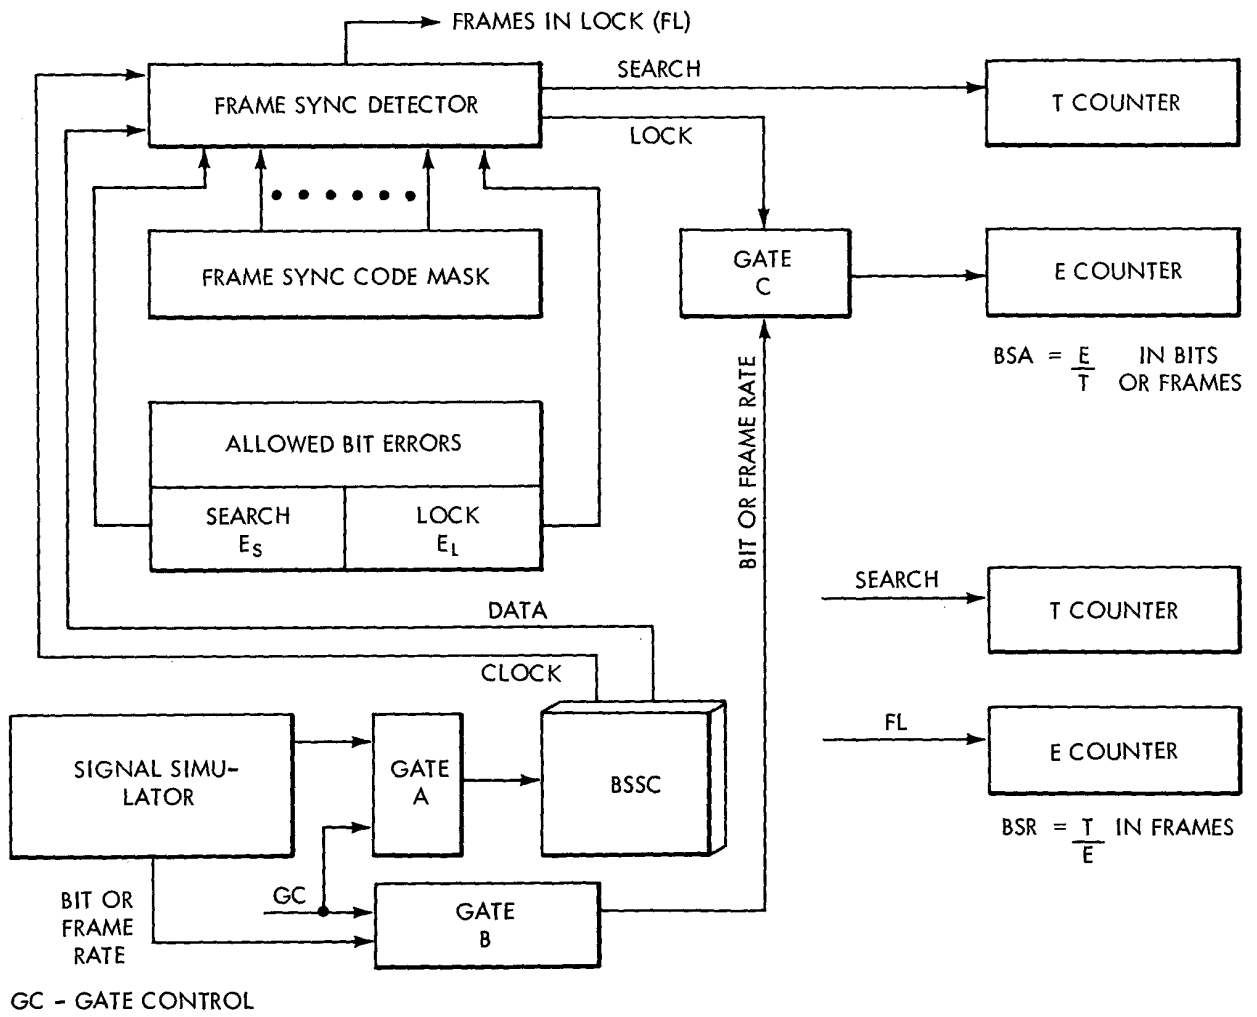 FRAMES IN LOCK (FL)
FRAME SYNC DETECTOR
SEARCH
LOCK
T COUNTER
FRAME SYNC CODE MASK
GATE
C
E COUNTER
BSA = E/T IN BITS
OR FRAMES
BIT OR FRAME RATE
ALLOWED BIT ERRORS
SEARCH
ES
LOCK
EL
SEARCH
T COUNTER
DATA
CLOCK
SIGNAL SIMU-
LATOR
GATE
A
BSSC
FL
E COUNTER
BSR = T/E IN FRAMES
BIT OR
FRAME
RATE
GC
GATE
B
GC - GATE CONTROL